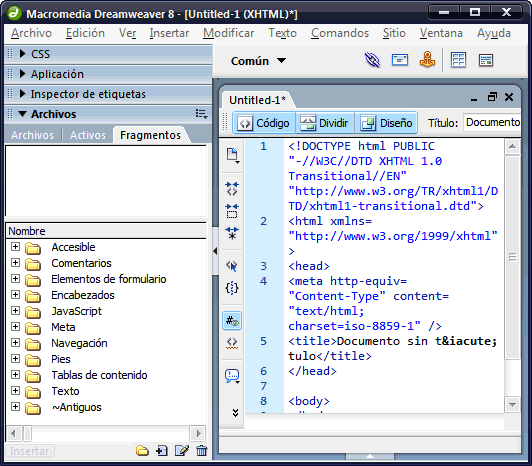 Macromedia Dreamweaver 8 - [Untitled-1 (XHTML)*]
Archivo Edición Ver Insertar Modificar Texto Comandos Sitio Ventana Ayuda
CSS
Aplicación
Inspector de etiquetas
Archivos
Archivos Activos Fragmentos
Nombre
Accesible
Comentarios
Elementos de formulario
Encabezados
JavaScript
Meta
Navegación
Pies
Tablas de contenido
Texto
~Antiguos
Insertar
Común
Untitled-1*
Código Dividir Diseño Título: Documento
1 <!DOCTYPE html PUBLIC
"-//W3C//DTD XHTML 1.0
Transitional//EN"
"http://www.w3.org/TR/xhtml1/D
TD/xhtml1-transitional.dtd">
2 <html xmlns=
"http://www.w3.org/1999/xhtml"
>
3 <head>
4 <meta http-equiv=
"Content-Type" content=
"text/html;
charset=iso-8859-1" />
5 <title>Documento sin t&iacute;
tulo</title>
6 </head>
7
8 <body>